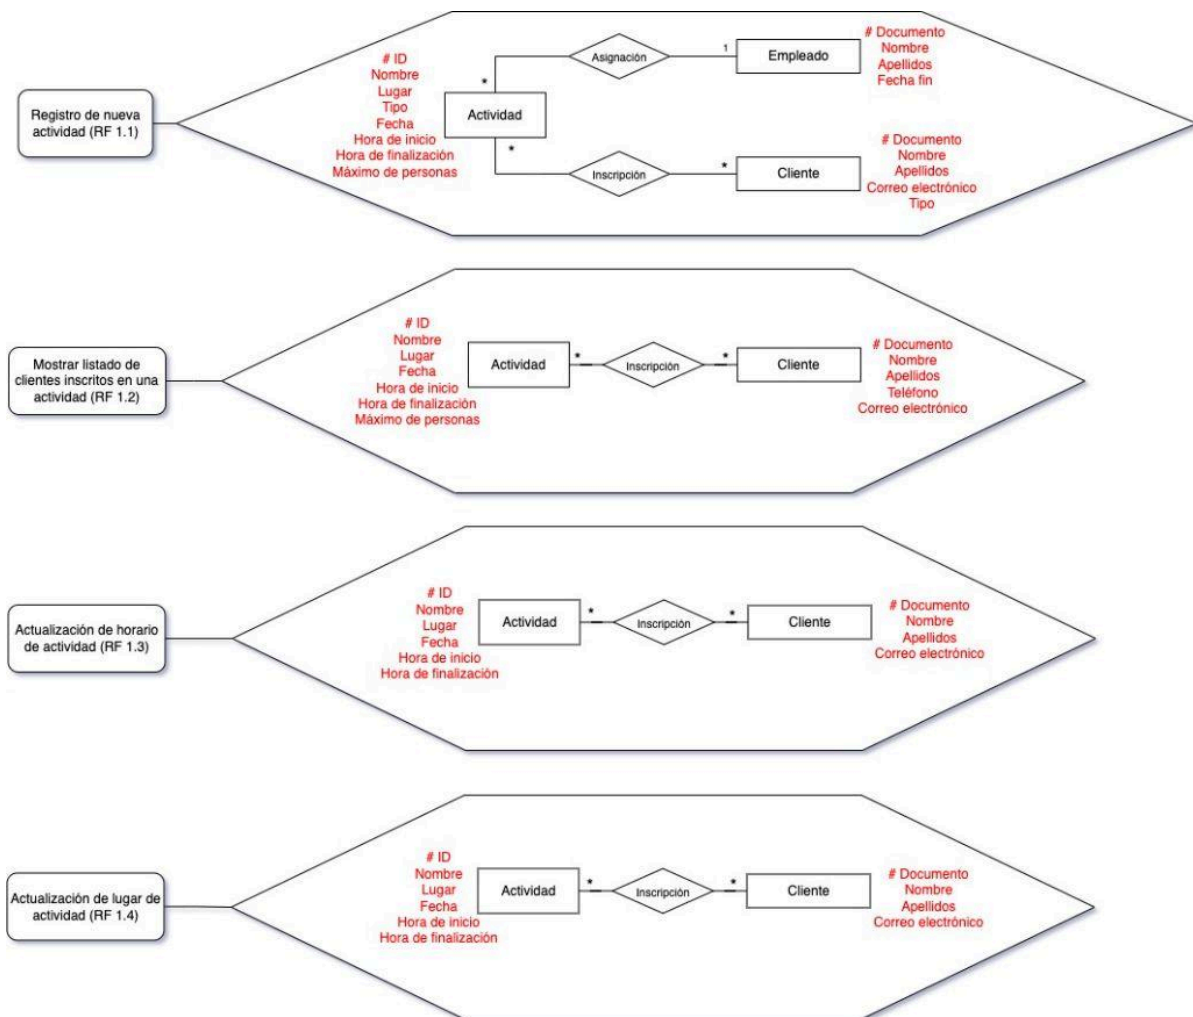 Registro de nueva
actividad (RF 1.1)
# ID
Nombre
Lugar
Tipo
Fecha
Hora de inicio
Hora de finalización
Máximo de personas
Actividad
*
*
Asignación
1
Empleado
# Documento
Nombre
Apellidos
Fecha fin
Inscripción
*
Cliente
# Documento
Nombre
Apellidos
Correo electrónico
Tipo
Mostrar listado de
clientes inscritos en una
actividad (RF 1.2)
# ID
Nombre
Lugar
Fecha
Hora de inicio
Hora de finalización
Máximo de personas
Actividad
*
Inscripción
*
Cliente
# Documento
Nombre
Apellidos
Teléfono
Correo electrónico
Actualización de horario
de actividad (RF 1.3)
# ID
Nombre
Lugar
Fecha
Hora de inicio
Hora de finalización
Actividad
*
Inscripción
*
Cliente
# Documento
Nombre
Apellidos
Correo electrónico
Actualización de lugar de
actividad (RF 1.4)
# ID
Nombre
Lugar
Fecha
Hora de inicio
Hora de finalización
Actividad
*
Inscripción
*
Cliente
# Documento
Nombre
Apellidos
Correo electrónico